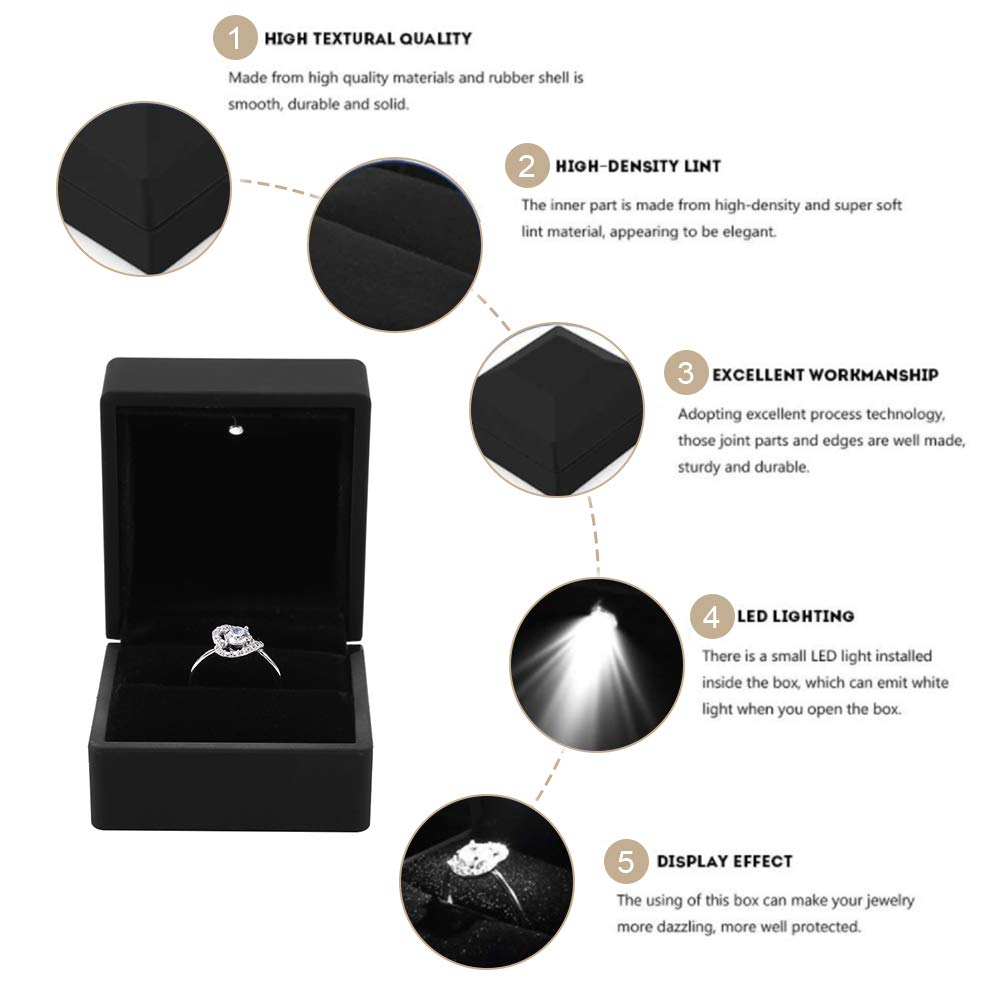 1 HIGH TEXTURAL QUALITY
Made from high quality materials and rubber shell is
smooth, durable and solid.
2 HIGH-DENSITY LINT
The inner part is made from high-density and super soft
lint material, appearing to be elegant.
3 EXCELLENT WORKMANSHIP
Adopting excellent process technology,
those joint parts and edges are well made,
sturdy and durable.
4 LED LIGHTING
There is a small LED light installed
inside the box, which can emit white
light when you open the box.
5 DISPLAY EFFECT
The using of this box can make your jewelry
more dazzling, more well protected.